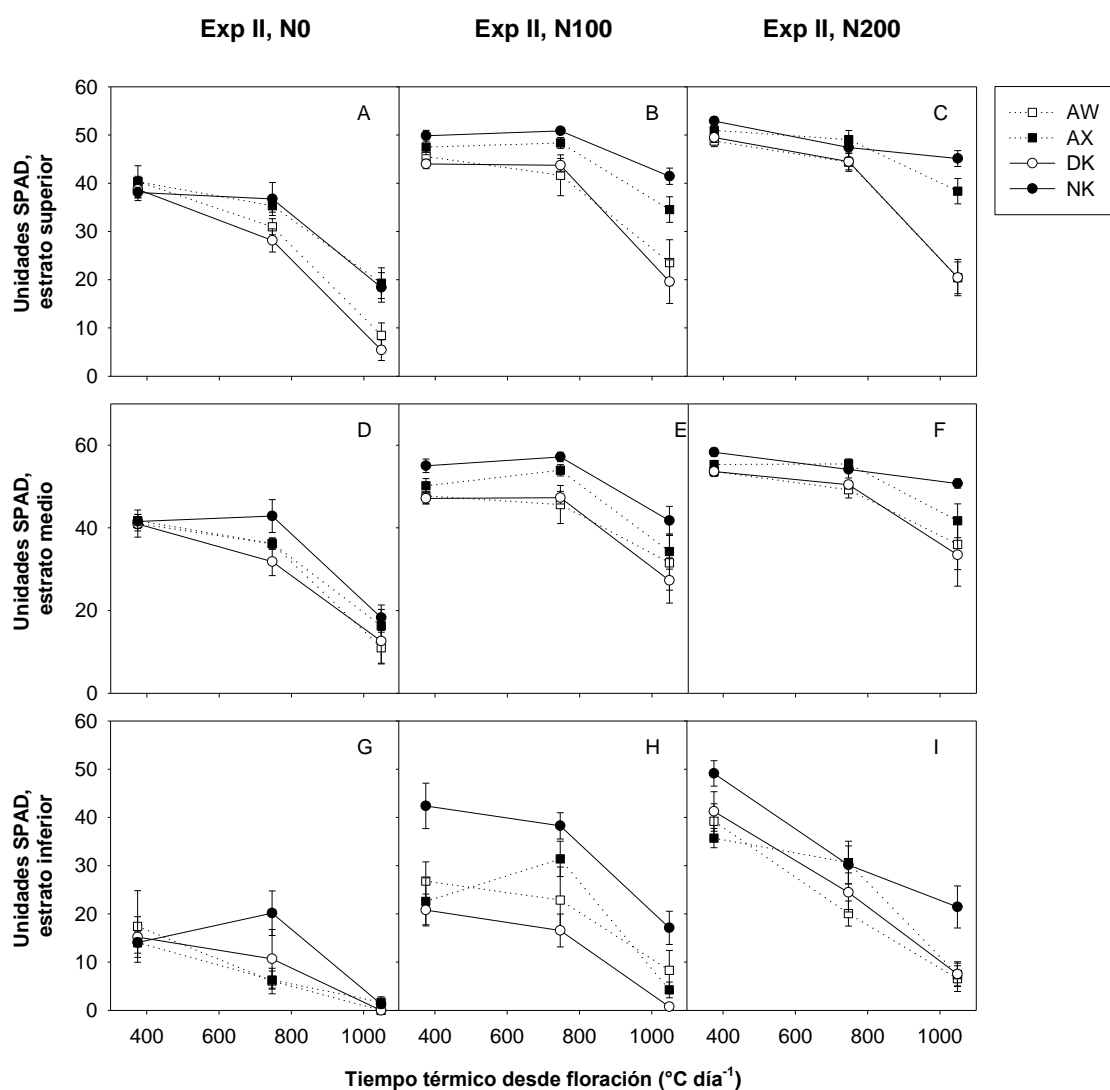 Exp II, N0 Exp II, N100 Exp II, N200
Unidades SPAD,
estrato superior
60
50
40
30
20
10
0
A B C
AW
AX
DK
NK
Unidades SPAD,
estrato medio
60
40
20
0
D E F
Unidades SPAD,
estrato inferior
60
50
40
30
20
10
0
G H I
400 600 800 1000 400 600 800 1000 400 600 800 1000
Tiempo térmico desde floración (°C día⁻¹)